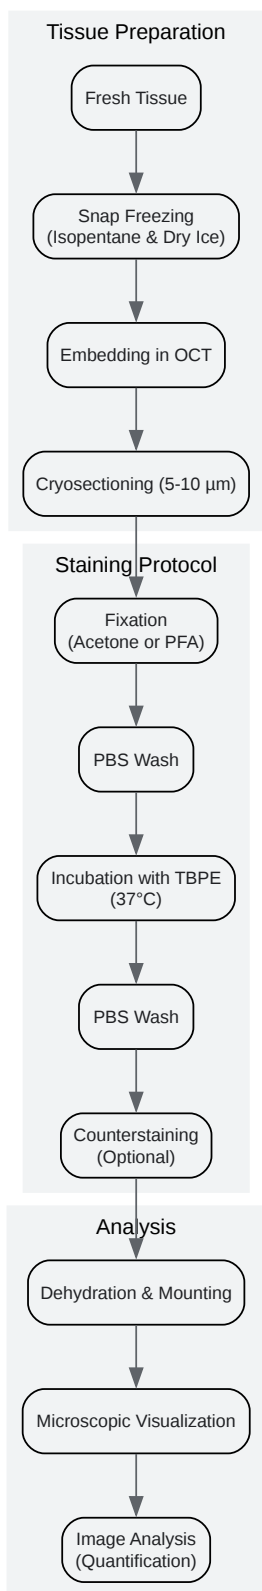 Tissue Preparation
Fresh Tissue
Snap Freezing
(Isopentane & Dry Ice)
Embedding in OCT
Cryosectioning (5-10 µm)
Staining Protocol
Fixation
(Acetone or PFA)
PBS Wash
Incubation with TBPE
(37°C)
PBS Wash
Counterstaining
(Optional)
Analysis
Dehydration & Mounting
Microscopic Visualization
Image Analysis
(Quantification)